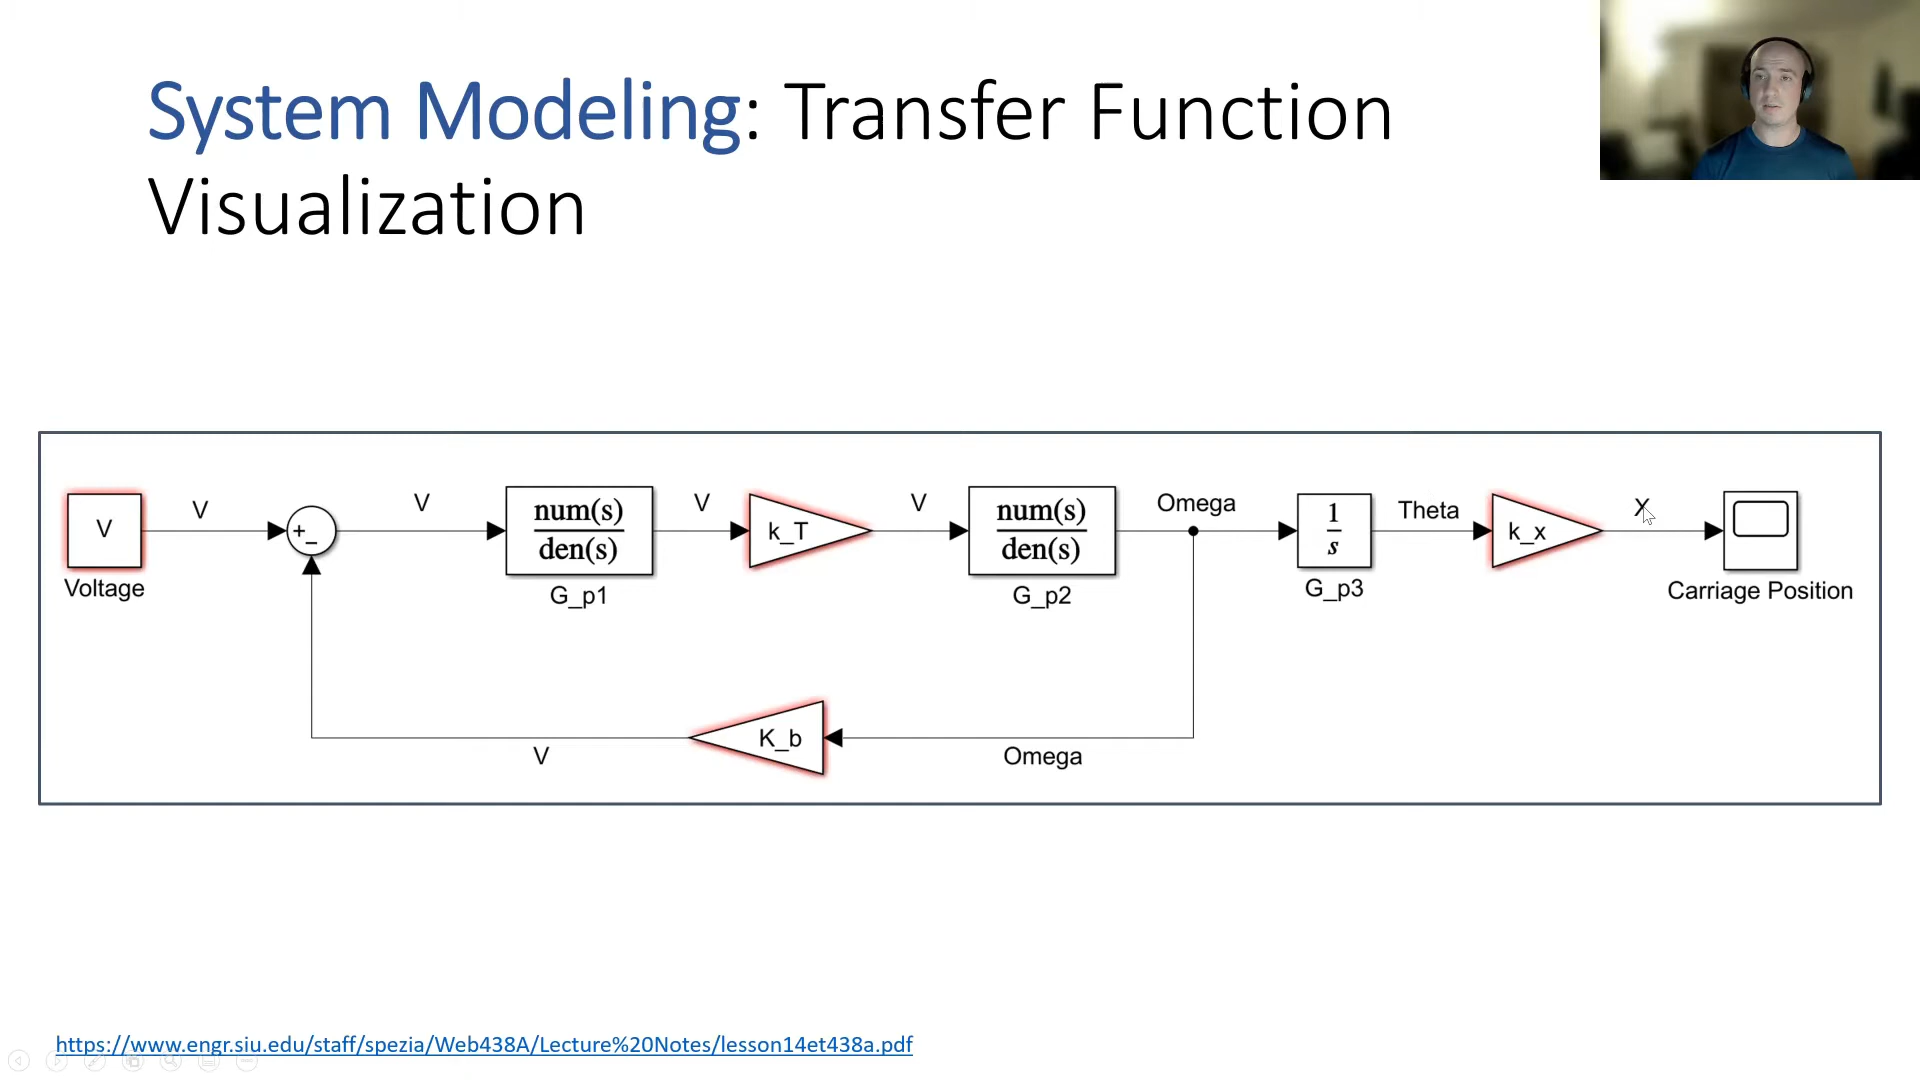 System Modeling: Transfer Function
Visualization
V
Voltage
V
+
−
V
num(s)
den(s)
G_p1
V
k_T
V
num(s)
den(s)
G_p2
Omega
1
s
G_p3
Theta
k_x
X
Carriage Position
K_b
V
Omega
https://www.engr.siu.edu/staff/spezia/Web438A/Lecture%20Notes/lesson14et438a.pdf